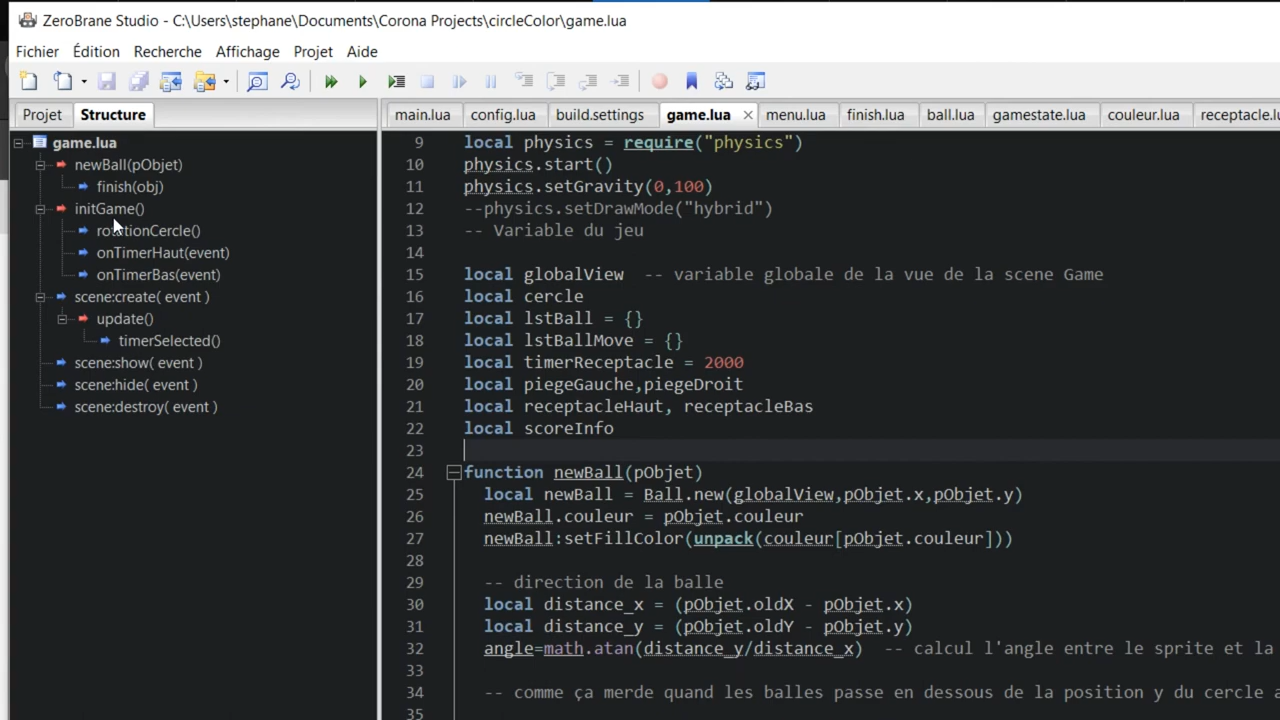 ZeroBrane Studio - C:\Users\stephane\Documents\Corona Projects\circleColor\game.lua
Fichier Édition Recherche Affichage Projet Aide
Projet Structure
main.lua config.lua build.settings game.lua menu.lua finish.lua ball.lua gamestate.lua couleur.lua receptacle.lu
game.lua
newBall(pObjet)
finish(obj)
initGame()
rotationCercle()
onTimerHaut(event)
onTimerBas(event)
scene:create( event )
update()
timerSelected()
scene:show( event )
scene:hide( event )
scene:destroy( event )
9 local physics = require("physics")
10 physics.start()
11 physics.setGravity(0,100)
12 --physics.setDrawMode("hybrid")
13 -- Variable du jeu
14
15 local globalView -- variable globale de la vue de la scene Game
16 local cercle
17 local lstBall = {}
18 local lstBallMove = {}
19 local timerReceptacle = 2000
20 local piegeGauche,piegeDroit
21 local receptacleHaut, receptacleBas
22 local scoreInfo
23
24 function newBall(pObjet)
25 local newBall = Ball.new(globalView,pObjet.x,pObjet.y)
26 newBall.couleur = pObjet.couleur
27 newBall:setFillColor(unpack(couleur[pObjet.couleur]))
28
29 -- direction de la balle
30 local distance_x = (pObjet.oldX - pObjet.x)
31 local distance_y = (pObjet.oldY - pObjet.y)
32 angle=math.atan(distance_y/distance_x) -- calcul l'angle entre le sprite et la
33
34 -- comme ça merde quand les balles passe en dessous de la position y du cercle a
35